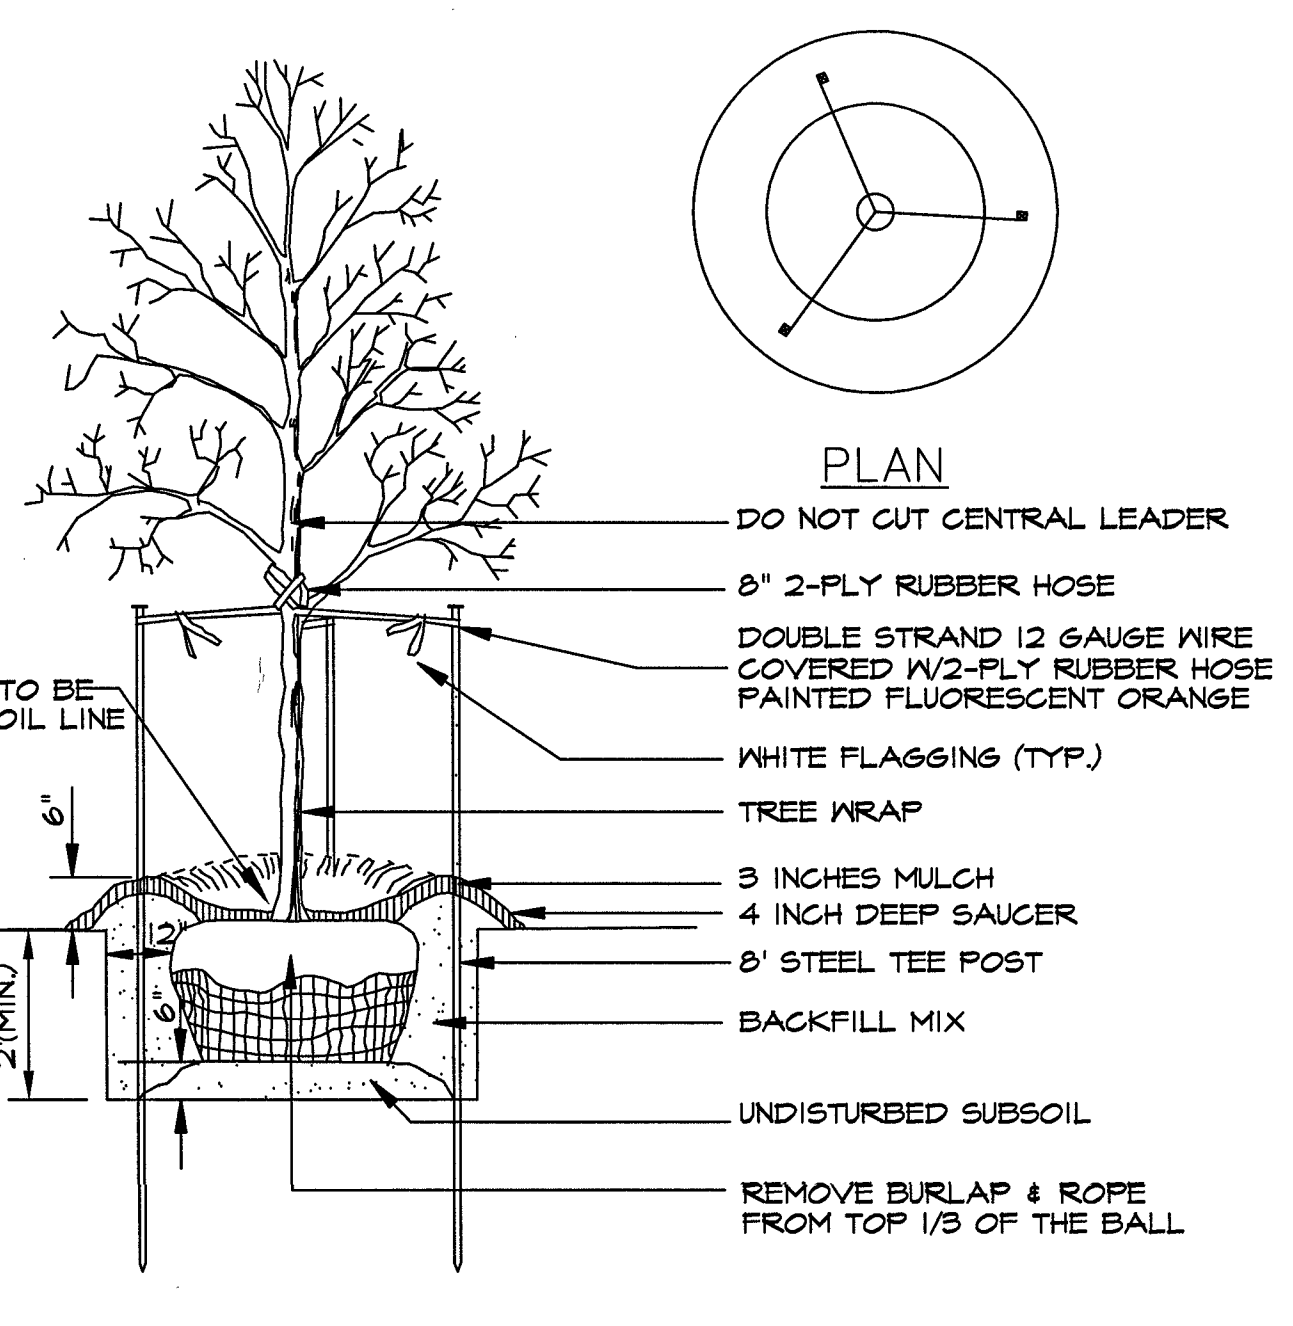 PLAN
DO NOT CUT CENTRAL LEADER
8" 2-PLY RUBBER HOSE
DOUBLE STRAND 12 GAUGE WIRE
COVERED W/2-PLY RUBBER HOSE
PAINTED FLUORESCENT ORANGE
TO BE
OIL LINE
WHITE FLAGGING (TYP.)
6"
TREE WRAP
3 INCHES MULCH
4 INCH DEEP SAUCER
12"
8' STEEL TEE POST
6"
2'(MIN.)
BACKFILL MIX
UNDISTURBED SUBSOIL
REMOVE BURLAP & ROPE
FROM TOP 1/3 OF THE BALL